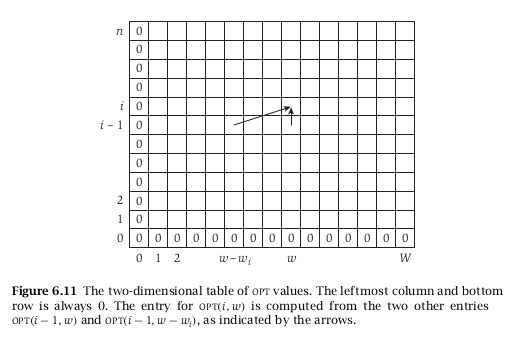 n 0
0
0
0
i 0
i – 1 0
0
0
0
2 0
1 0
0 0 0 0 0 0 0 0 0 0 0 0 0 0 0 0
0 1 2 w – wᵢ w W
Figure 6.11 The two-dimensional table of OPT values. The leftmost column and bottom
row is always 0. The entry for OPT(i, w) is computed from the two other entries
OPT(i − 1, w) and OPT(i − 1, w − wᵢ), as indicated by the arrows.